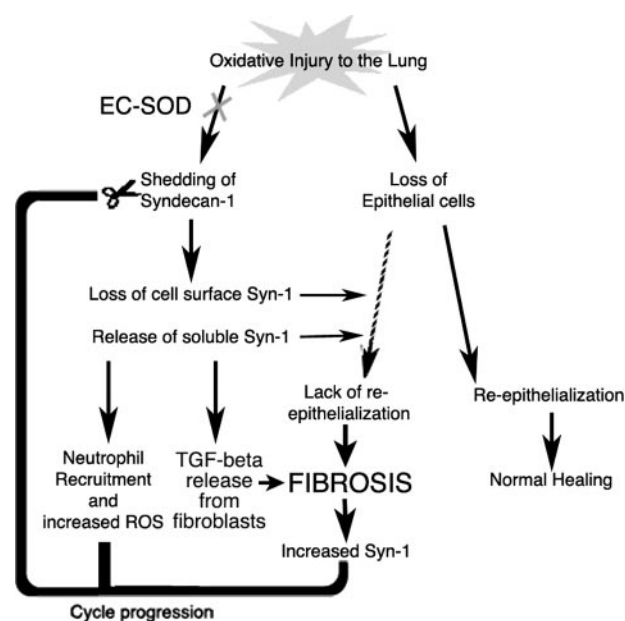 Oxidative Injury to the Lung
EC-SOD
Shedding of
Syndecan-1
Loss of
Epithelial cells
Loss of cell surface Syn-1
Release of soluble Syn-1
Lack of re-
epithelialization
Re-epithelialization
Neutrophil
Recruitment
and
increased ROS
TGF-beta
release
from
fibroblasts
FIBROSIS
Normal Healing
Increased Syn-1
Cycle progression